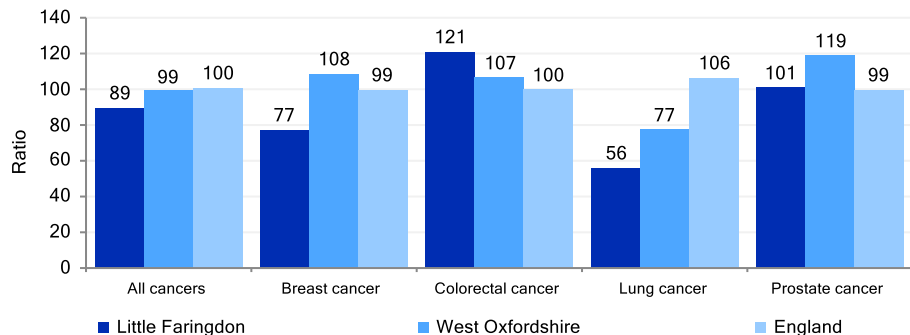 140
120
100
80
60
40
20
0
Ratio
89 99 100
77 108 99
121 107 100
56 77 106
101 119 99
All cancers Breast cancer Colorectal cancer Lung cancer Prostate cancer
Little Faringdon West Oxfordshire England